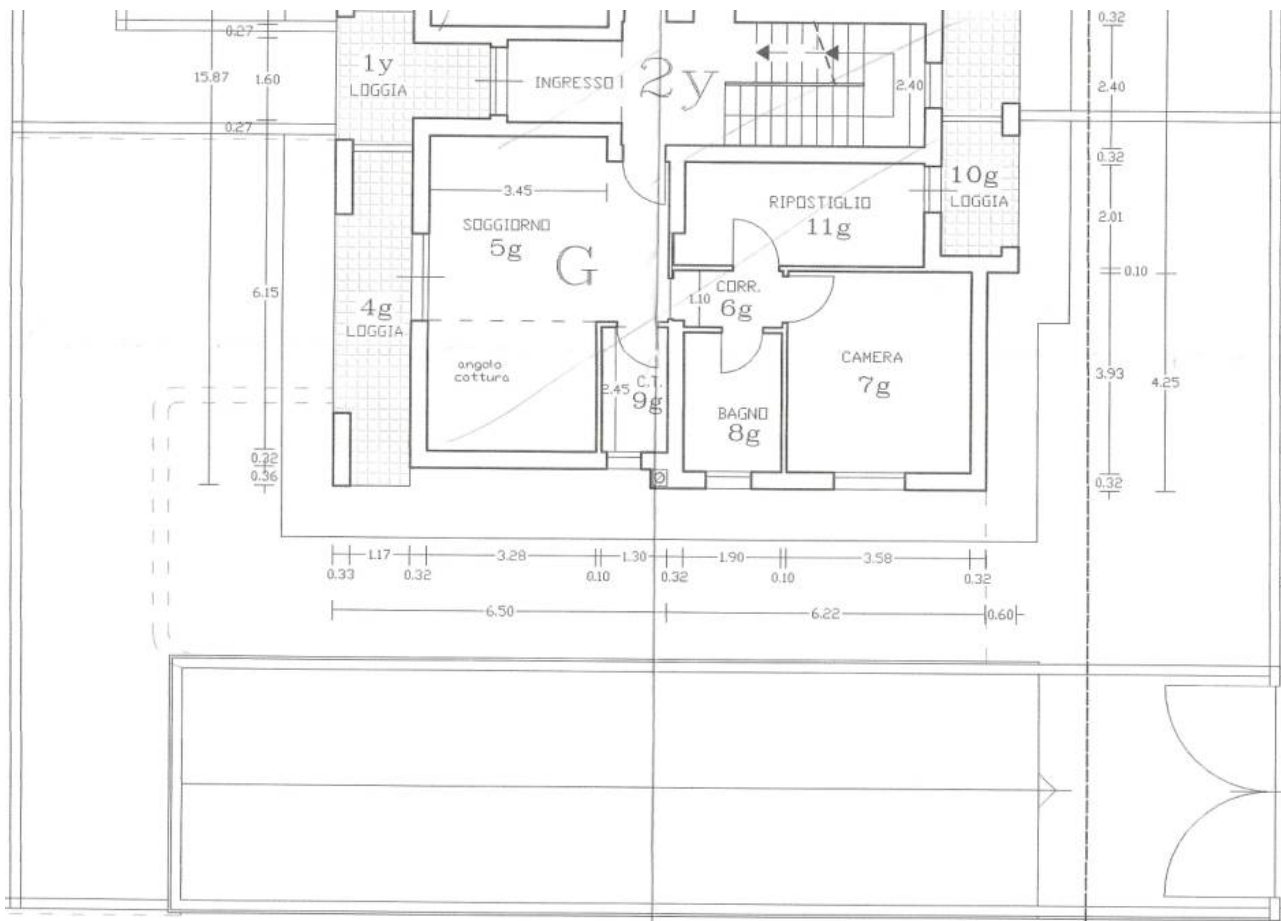 0.27
15.87
1.60
0.27
1y
LOGGIA
INGRESSO
2y
2.40
0.32
2.40
0.32
3.45
SOGGIORNO
5g
G
RIPOSTIGLIO
11g
10g
LOGGIA
2.01
0.10
6.15
4g
LOGGIA
1.10
CORR.
6g
angolo
cottura
2.45
C.T.
9g
BAGNO
8g
CAMERA
7g
3.93
4.25
0.32
0.36
0.32
1.17
3.28
1.30
1.90
3.58
0.33
0.32
0.10
0.32
0.10
0.32
6.50
6.22
0.60